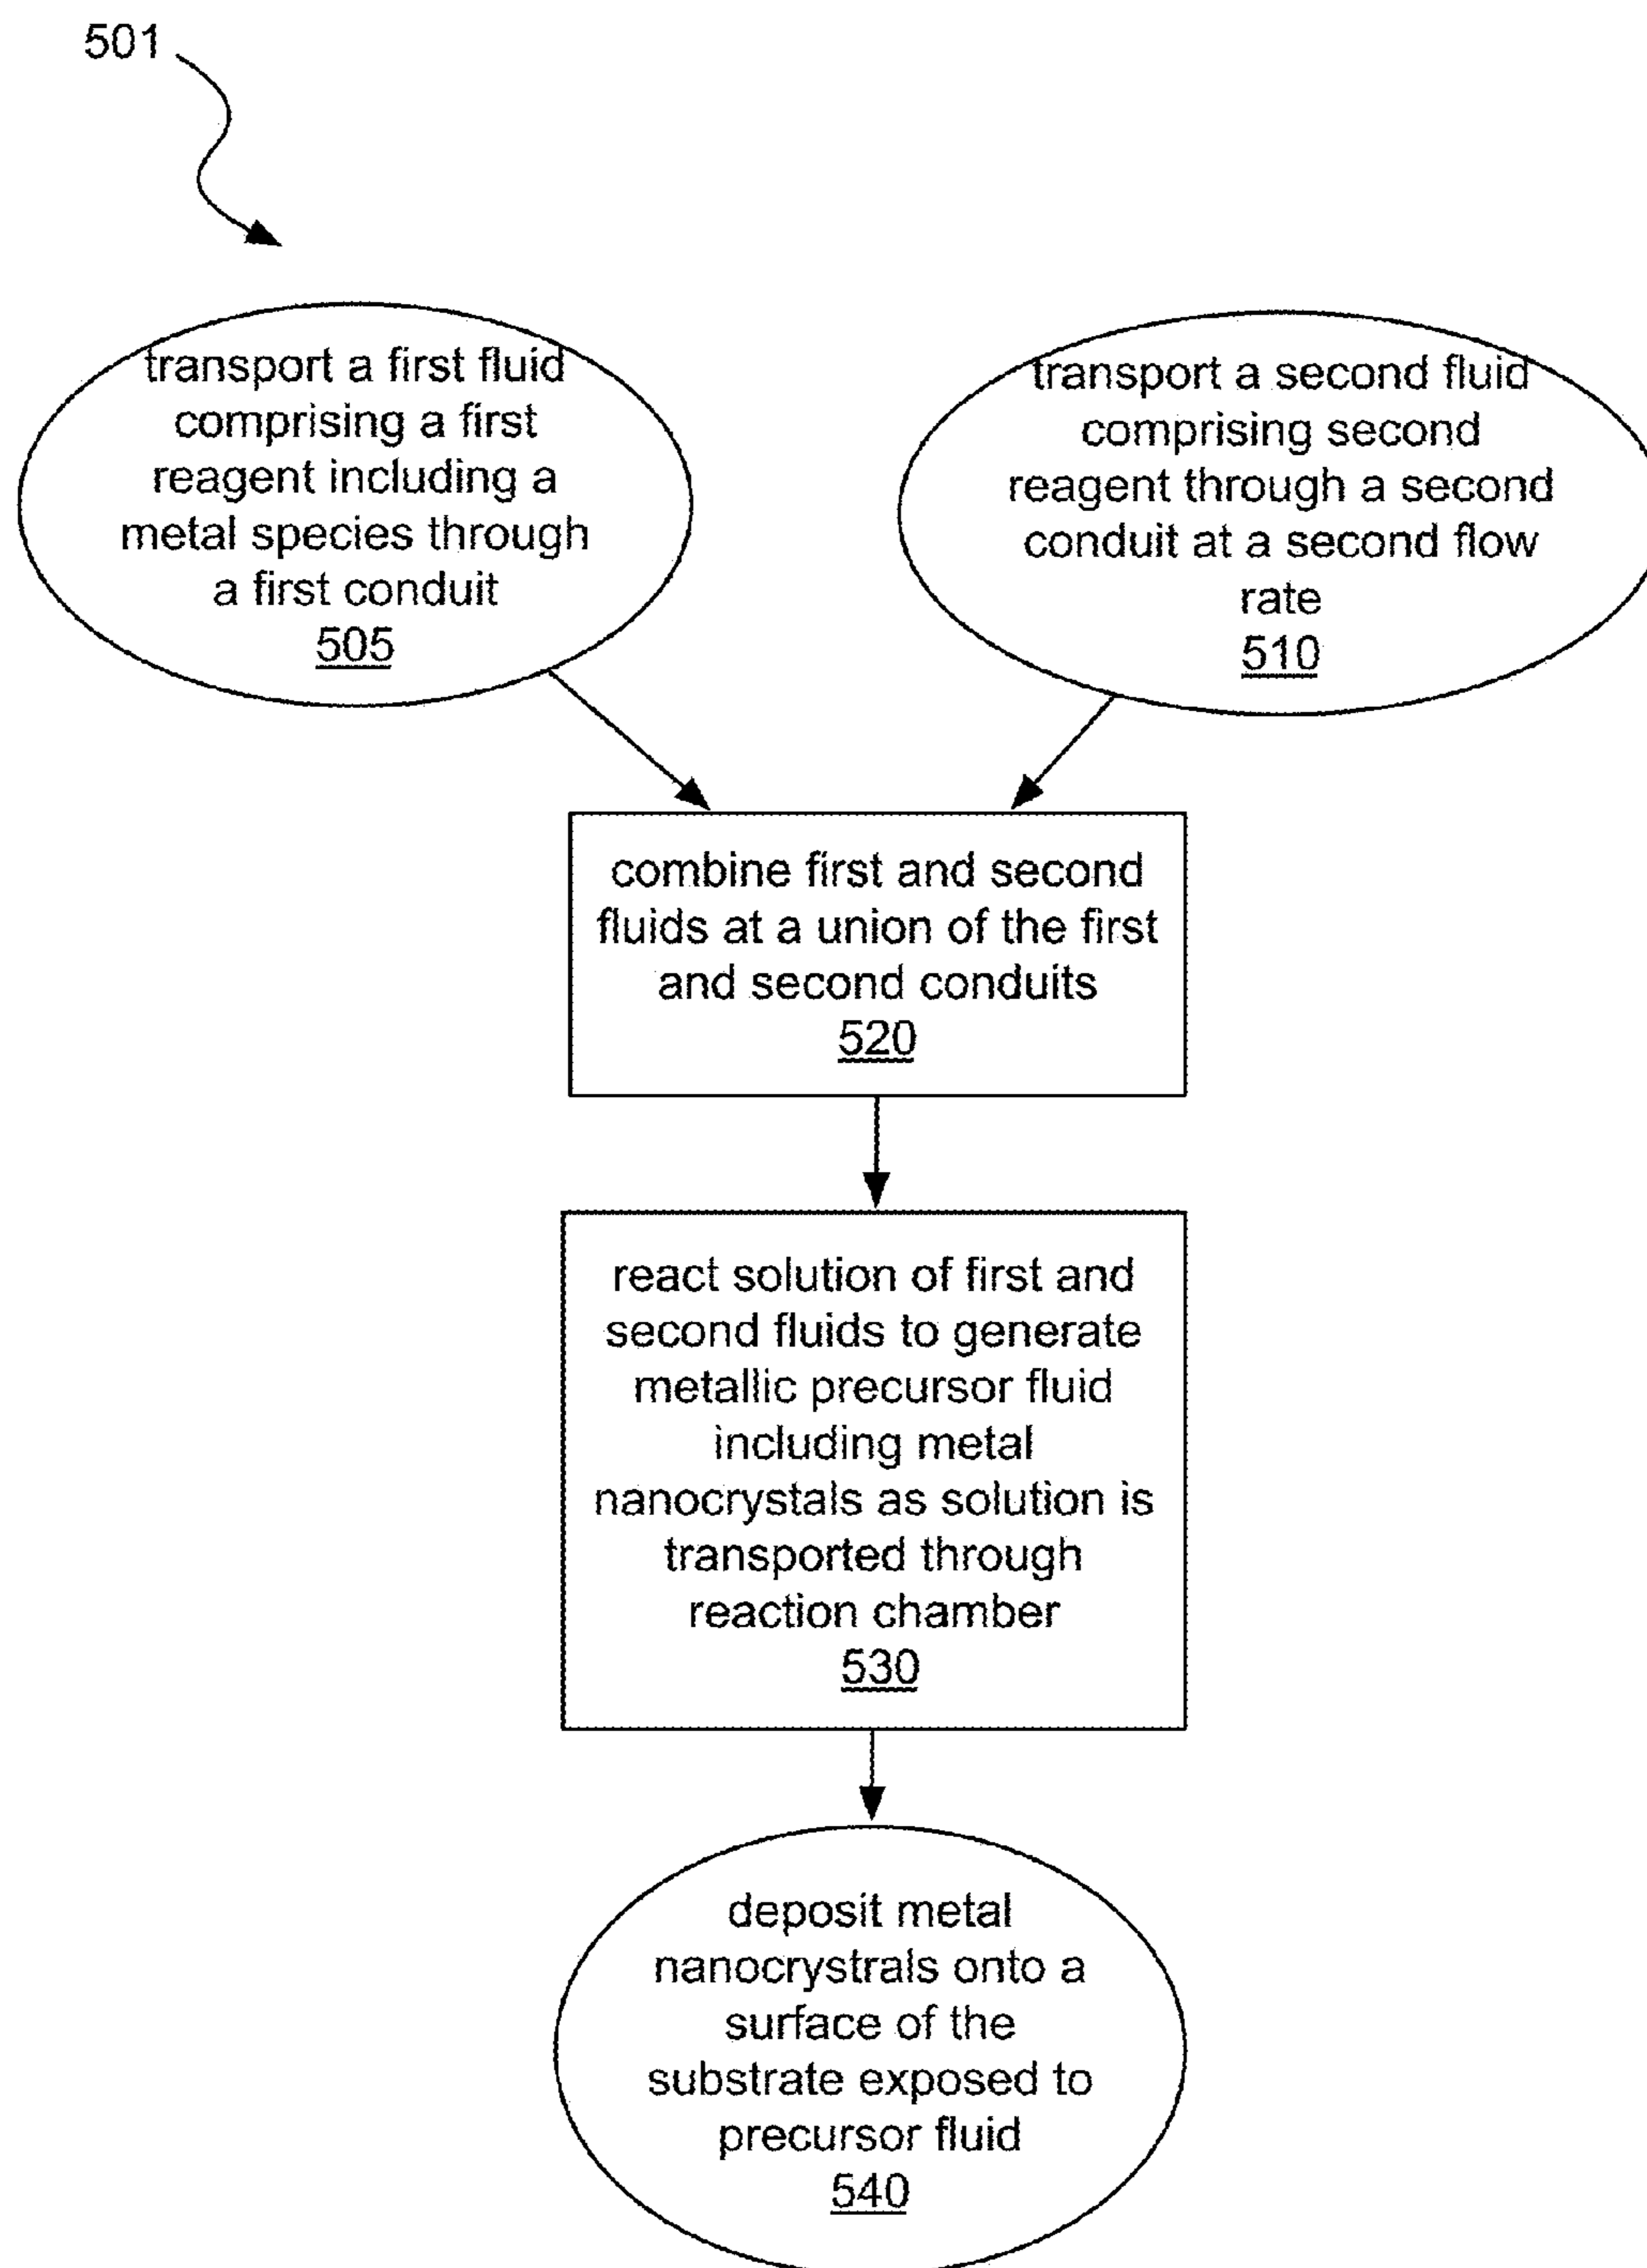 501
transport a first fluid
comprising a first
reagent including a
metal species through
a first conduit
505
transport a second fluid
comprising second
reagent through a second
conduit at a second flow
rate
510
combine first and second
fluids at a union of the first
and second conduits
520
react solution of first and
second fluids to generate
metallic precursor fluid
including metal
nanocrystals as solution is
transported through
reaction chamber
530
deposit metal
nanocrystrals onto a
surface of the
substrate exposed to
precursor fluid
540